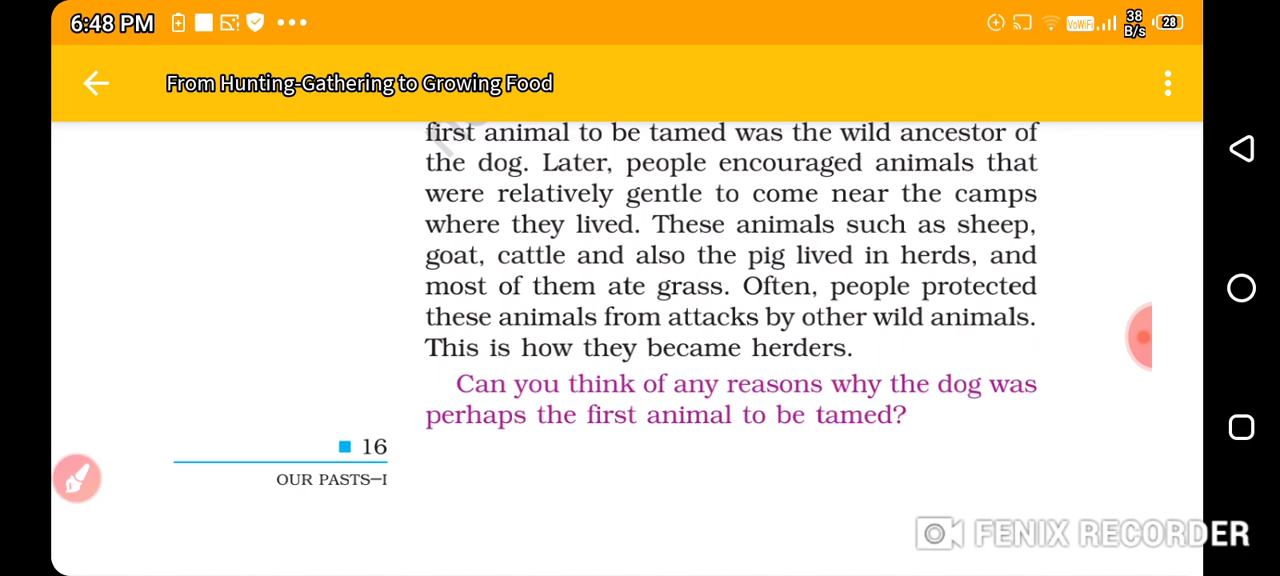 6:48 PM
VoWiFi
38
B/s
28
From Hunting-Gathering to Growing Food
first animal to be tamed was the wild ancestor of
the dog. Later, people encouraged animals that
were relatively gentle to come near the camps
where they lived. These animals such as sheep,
goat, cattle and also the pig lived in herds, and
most of them ate grass. Often, people protected
these animals from attacks by other wild animals.
This is how they became herders.
Can you think of any reasons why the dog was
perhaps the first animal to be tamed?
16
OUR PASTS–I
FENIX RECORDER